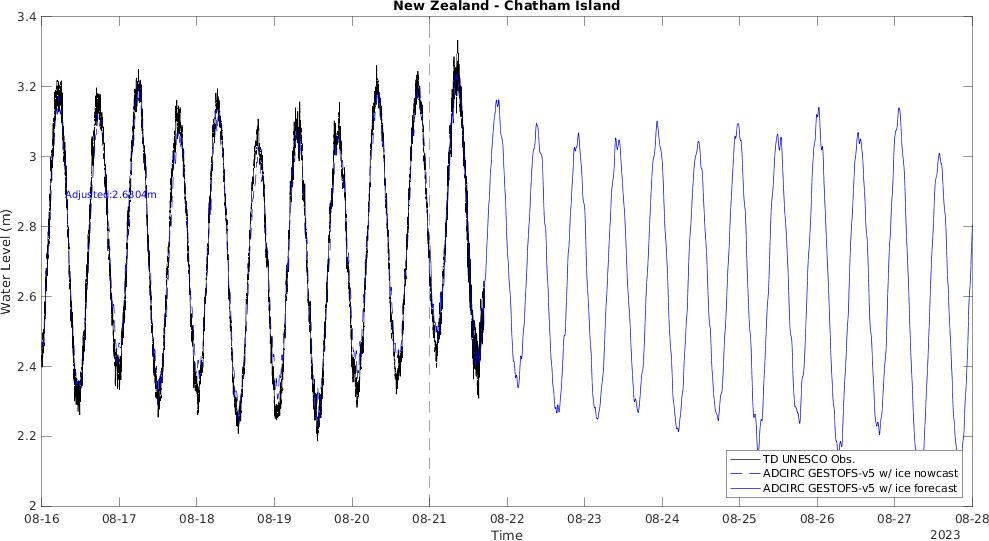 New Zealand - Chatham Island
3.4
3.2
3
2.8
2.6
2.4
2.2
2
Water Level (m)
Adjusted:2.6304m
TD UNESCO Obs.
ADCIRC GESTOFS-v5 w/ ice nowcast
ADCIRC GESTOFS-v5 w/ ice forecast
08-16 08-17 08-18 08-19 08-20 08-21 08-22 08-23 08-24 08-25 08-26 08-27 08-28
Time
2023